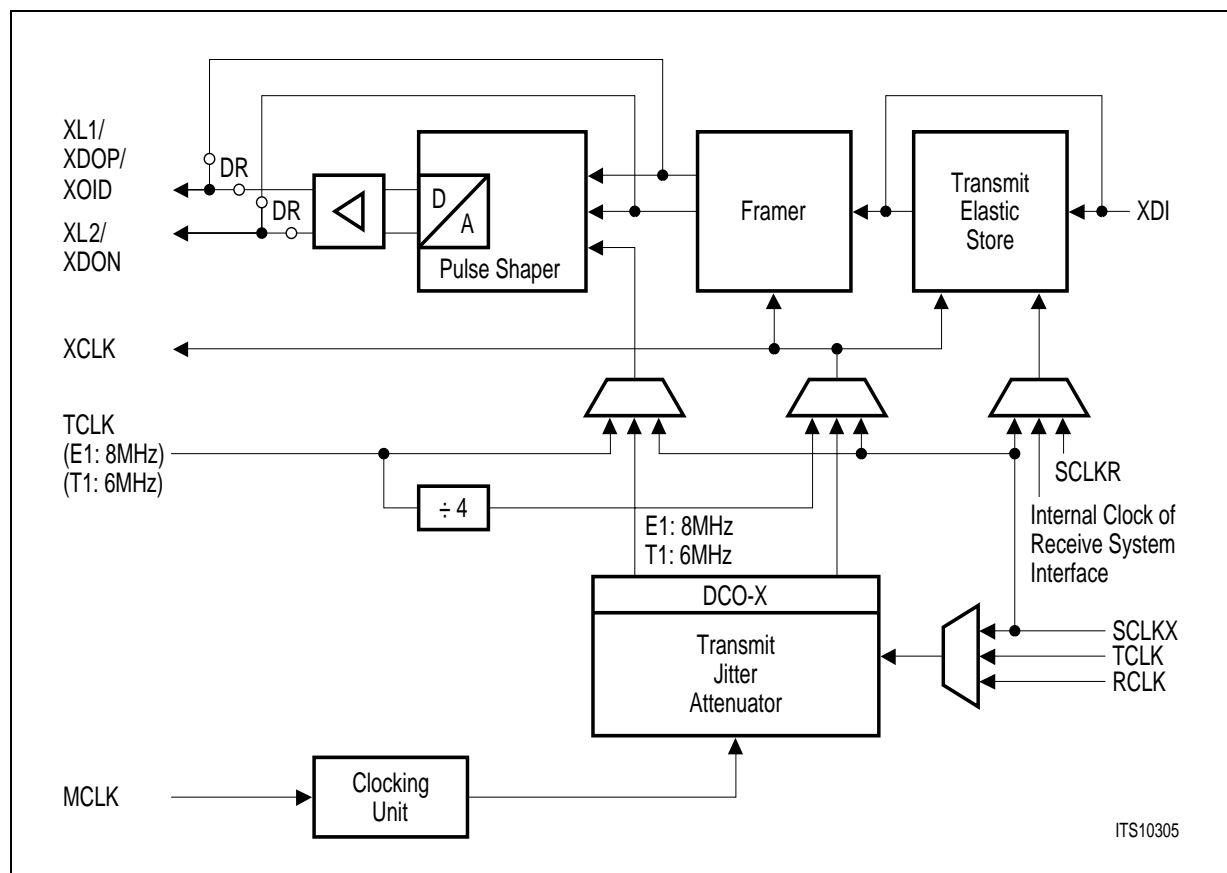 XL1/
XDOP/
XOID
DR
XL2/
XDON
DR
D
A
Pulse Shaper
Framer
Transmit
Elastic
Store
XDI
XCLK
TCLK
(E1: 8MHz)
(T1: 6MHz)
÷ 4
E1: 8MHz
T1: 6MHz
SCLKR
Internal Clock of
Receive System
Interface
DCO-X
Transmit
Jitter
Attenuator
SCLKX
TCLK
RCLK
MCLK
Clocking
Unit
ITS10305